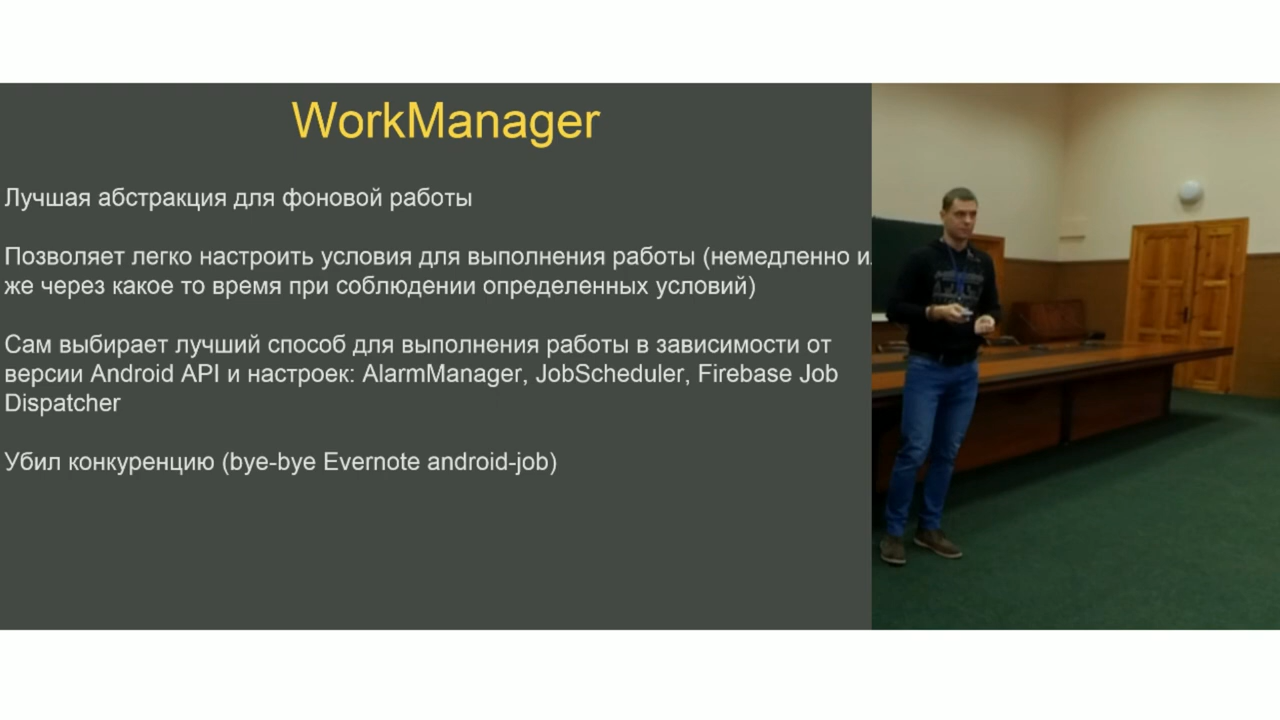 WorkManager
Лучшая абстракция для фоновой работы
Позволяет легко настроить условия для выполнения работы (немедленно
же через какое то время при соблюдении определенных условий)
Сам выбирает лучший способ для выполнения работы в зависимости от
версии Android API и настроек: AlarmManager, JobScheduler, Firebase Job
Dispatcher
Убил конкуренцию (bye-bye Evernote android-job)